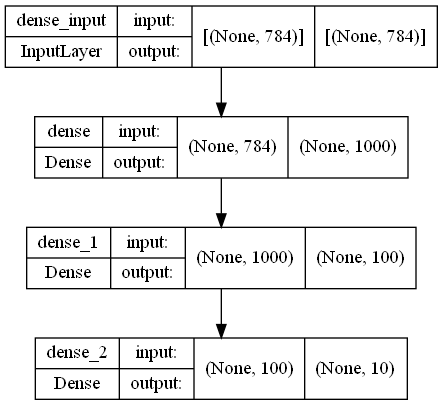 dense_input input: [(None, 784)] [(None, 784)]
InputLayer output:
dense input: (None, 784) (None, 1000)
Dense output:
dense_1 input: (None, 1000) (None, 100)
Dense output:
dense_2 input: (None, 100) (None, 10)
Dense output: